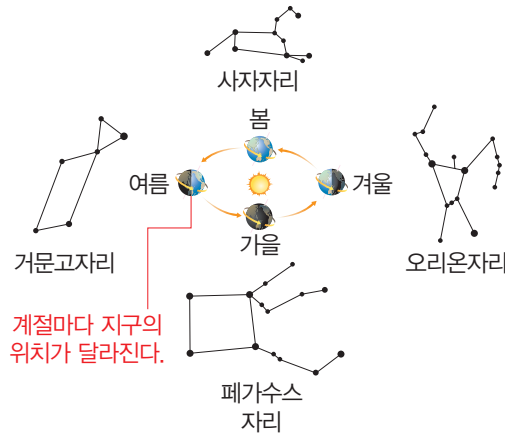 사자자리
봄
여름
겨울
가을
거문고자리
오리온자리
계절마다 지구의
위치가 달라진다.
페가수스
자리